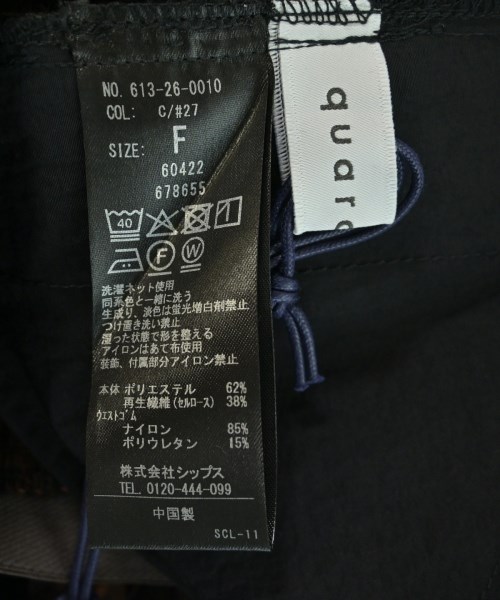 NO. 613-26-0010
COL: C/#27
SIZE: F
60422
678655
40
F W
洗濯ネット使用
同系色と一緒に洗う
生成り、淡色は蛍光増白剤禁止
つけ置き洗い禁止
湿った状態で形を整える
アイロンはあて布使用
装飾、付属部分アイロン禁止
本体 ポリエステル 62%
再生繊維(セルロース) 38%
ウエストゴム
ナイロン 85%
ポリウレタン 15%
株式会社シップス
TEL. 0120-444-099
中国製
SCL-11
quar